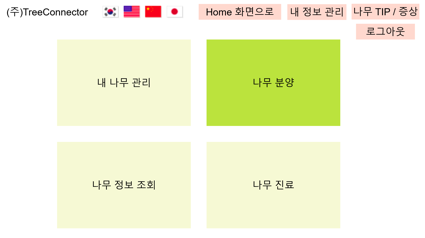 (주)TreeConnector Home 화면으로 내 정보 관리 나무 TIP / 증상
로그아웃
내 나무 관리 나무 분양
나무 정보 조회 나무 진료